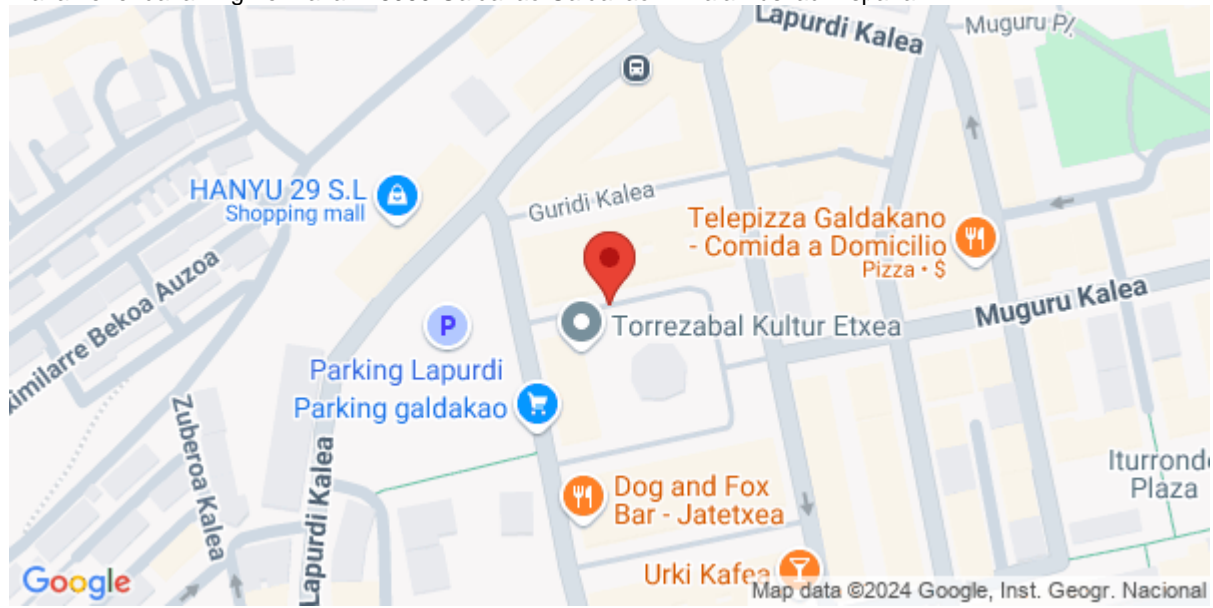 Lapurdi Kalea
Muguru P/.
HANYU 29 S.L
Shopping mall
Guridi Kalea
Telepizza Galdakano
- Comida a Domicilio
Pizza • $
Muguru Kalea
Torrezabal Kultur Etxea
P
Parking Lapurdi
Parking galdakao
Zuberoa Kalea
Lapurdi Kalea
Dog and Fox
Bar - Jatetxea
Plaza
Urki Kafea
Google
Map data ©2024 Google, Inst. Geogr. Nacional